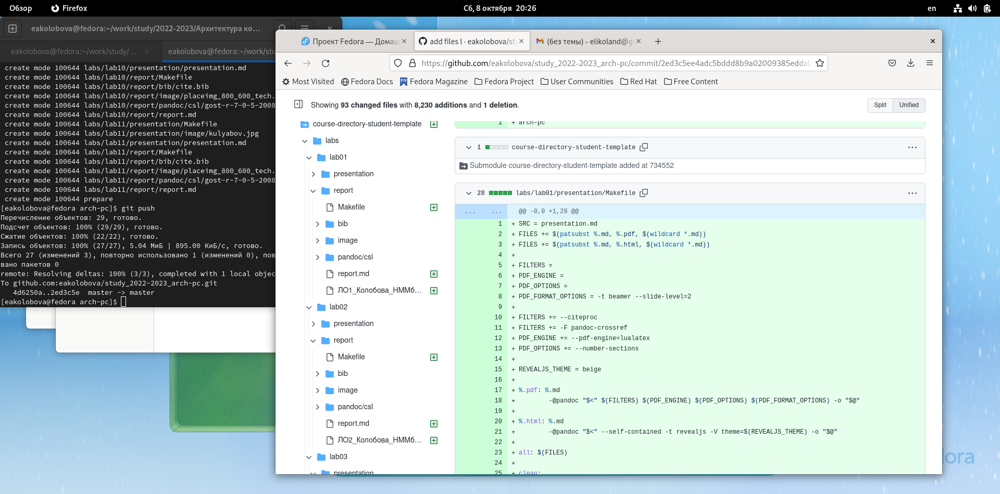 Обзор
Firefox
Сб, 8 октября 20:26
en
eakolobova@fedora:~/work/study/2022-2023/Архитектура ко...
eakolobova@fedora:~/work/study/...
eakolobova@fedora:~/work/stu
create mode 100644 labs/lab10/presentation/presentation.md
create mode 100644 labs/lab10/report/Makefile
create mode 100644 labs/lab10/report/bib/cite.bib
create mode 100644 labs/lab10/report/image/placeimg_800_600_tech.
create mode 100644 labs/lab10/report/pandoc/csl/gost-r-7-0-5-2008
create mode 100644 labs/lab10/report/report.md
create mode 100644 labs/lab11/presentation/Makefile
create mode 100644 labs/lab11/presentation/image/kulyabov.jpg
create mode 100644 labs/lab11/presentation/presentation.md
create mode 100644 labs/lab11/report/Makefile
create mode 100644 labs/lab11/report/bib/cite.bib
create mode 100644 labs/lab11/report/image/placeimg_800_600_tech.
create mode 100644 labs/lab11/report/pandoc/csl/gost-r-7-0-5-2008
create mode 100644 labs/lab11/report/report.md
create mode 100644 prepare
[eakolobova@fedora arch-pc]$ git push
Перечисление объектов: 29, готово.
Подсчет объектов: 100% (29/29), готово.
Сжатие объектов: 100% (22/22), готово.
Запись объектов: 100% (27/27), 5.04 МиБ | 895.00 КиБ/с, готово.
Всего 27 (изменений 3), повторно использовано 1 (изменений 0), пов
вано пакетов 0
remote: Resolving deltas: 100% (3/3), completed with 1 local objec
To github.com:eakolobova/study_2022-2023_arch-pc.git
4d6250a..2ed3c5e master -> master
[eakolobova@fedora arch-pc]$
Проект Fedora — Домаш
add files l · eakolobova/stu
(без темы) - elikoland@g
https://github.com/eakolobova/study_2022-2023_arch-pc/commit/2ed3c5ee4adc5bddd8b9a02009385eddab
Most Visited
Fedora Docs
Fedora Magazine
Fedora Project
User Communities
Red Hat
Free Content
Showing 93 changed files with 8,230 additions and 1 deletion.
Split
Unified
course-directory-student-template
labs
lab01
presentation
report
Makefile
bib
image
pandoc/csl
report.md
ЛО1_Колобова_НММб...
lab02
presentation
report
Makefile
bib
image
pandoc/csl
report.md
ЛО2_Колобова_НММб...
lab03
presentation
1 + arch-pc
1 course-directory-student-template
Submodule course-directory-student-template added at 734552
28 labs/lab01/presentation/Makefile
... ... @@ -0,0 +1,28 @@
1 + SRC = presentation.md
2 + FILES += $(patsubst %.md, %.pdf, $(wildcard *.md))
3 + FILES += $(patsubst %.md, %.html, $(wildcard *.md))
4 +
5 + FILTERS =
6 + PDF_ENGINE =
7 + PDF_OPTIONS =
8 + PDF_FORMAT_OPTIONS = -t beamer --slide-level=2
9 +
10 + FILTERS += --citeproc
11 + FILTERS += -F pandoc-crossref
12 + PDF_ENGINE += --pdf-engine=lualatex
13 + PDF_OPTIONS += --number-sections
14 +
15 + REVEALJS_THEME = beige
16 +
17 + %.pdf: %.md
18 + -@pandoc "$<" $(FILTERS) $(PDF_ENGINE) $(PDF_OPTIONS) $(PDF_FORMAT_OPTIONS) -o "$@"
19 +
20 + %.html: %.md
21 + -@pandoc "$<" --self-contained -t revealjs -V theme=$(REVEALJS_THEME) -o "$@"
22 +
23 + all: $(FILES)
24 +
25 + clean:
dora